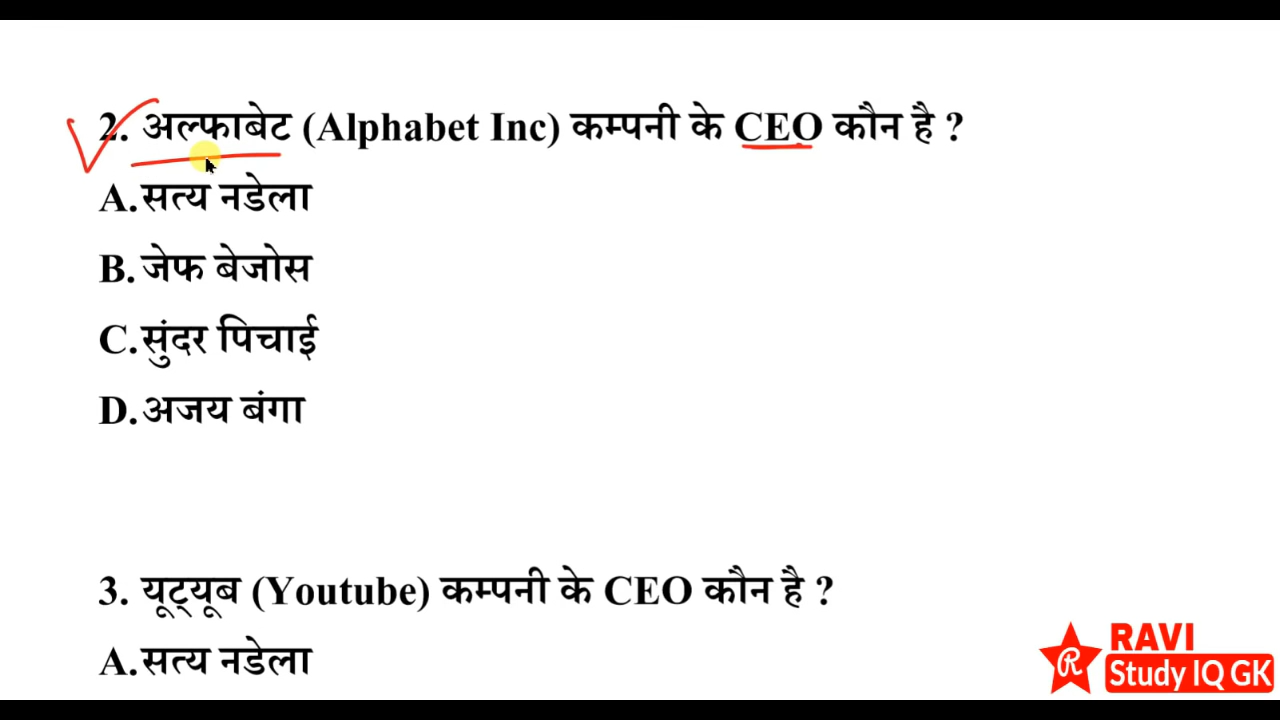 2. अल्फाबेट (Alphabet Inc) कम्पनी के CEO कौन है ?
A.सत्य नडेला
B.जेफ बेजोस
C.सुंदर पिचाई
D.अजय बंगा
3. यूट्यूब (Youtube) कम्पनी के CEO कौन है ?
A.सत्य नडेला
R
RAVI
Study IQ GK